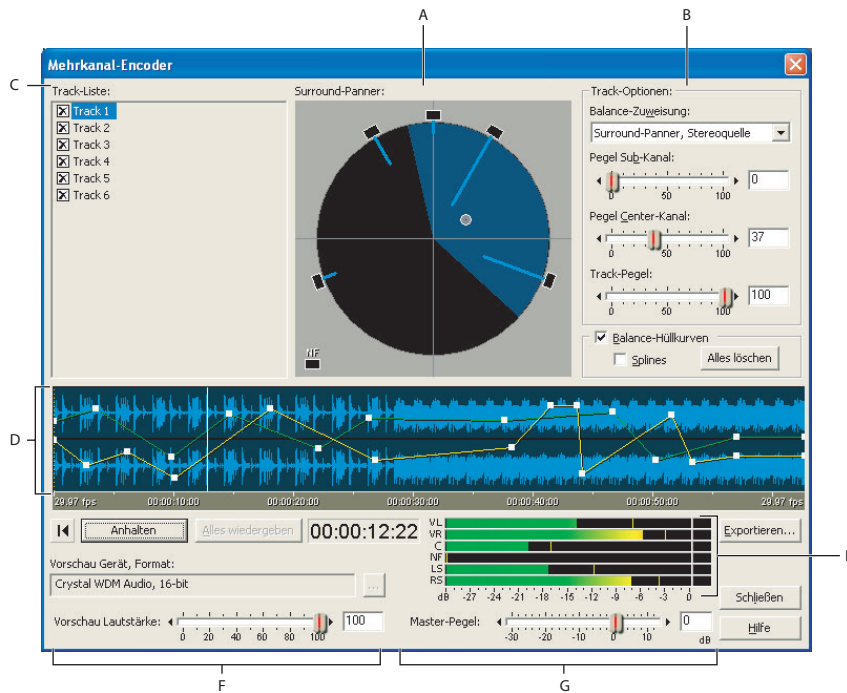 A
B
Mehrkanal-Encoder
C
Track-Liste:
Surround-Panner:
Track-Optionen:
Track 1
Track 2
Track 3
Track 4
Track 5
Track 6
NF
Balance-Zuweisung:
Surround-Panner, Stereoquelle
Pegel Sub-Kanal:
0
0 50 100
Pegel Center-Kanal:
37
0 50 100
Track-Pegel:
100
0 50 100
Balance-Hüllkurven
Splines
Alles löschen
D
29.97 fps 00:00:10:00 00:00:20:00 00:00:30:00 00:00:40:00 00:00:50:00 29.97 fps
Anhalten
Alles wiedergeben
00:00:12:22
VL
VR
C
NF
LS
RS
dB -27 -24 -21 -18 -15 -12 -9 -6 -3 0
Exportieren...
Vorschau Gerät, Format:
Crystal WDM Audio, 16-bit
...
Schließen
Vorschau Lautstärke:
100
0 20 40 60 80 100
Master-Pegel:
0
-30 -20 -10 0 10 dB
Hilfe
F
G